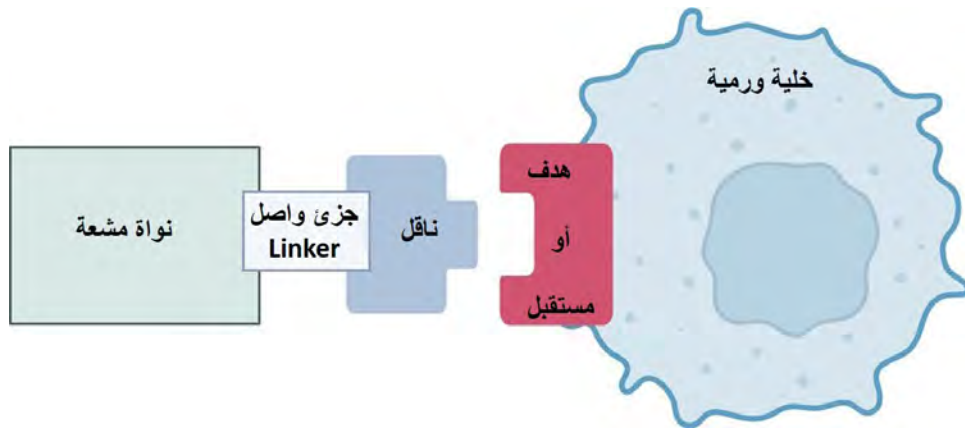 خلية ورمية
هدف
أو
مستقبل
ناقل
جزئ واصل
Linker
نواة مشعة